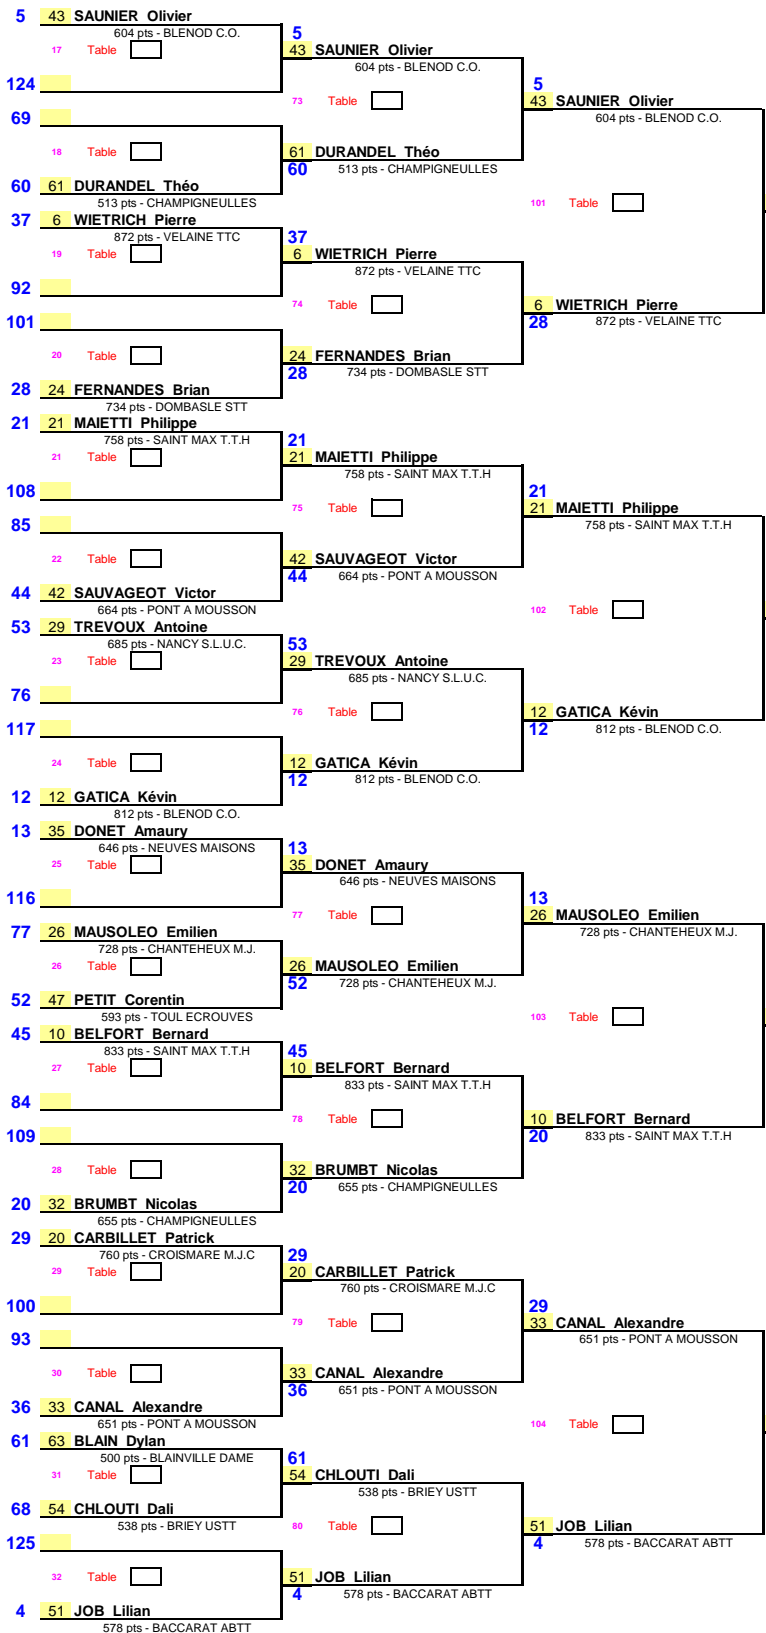 5 43 SAUNIER Olivier
604 pts - BLENOD C.O.
17 Table
124
69
18 Table
60 61 DURANDEL Théo
513 pts - CHAMPIGNEULLES
37 6 WIETRICH Pierre
872 pts - VELAINE TTC
19 Table
92
101
20 Table
28 24 FERNANDES Brian
734 pts - DOMBASLE STT
21 21 MAIETTI Philippe
758 pts - SAINT MAX T.T.H
21 Table
108
85
22 Table
44 42 SAUVAGEOT Victor
664 pts - PONT A MOUSSON
53 29 TREVOUX Antoine
685 pts - NANCY S.L.U.C.
23 Table
76
117
24 Table
12 12 GATICA Kévin
812 pts - BLENOD C.O.
13 35 DONET Amaury
646 pts - NEUVES MAISONS
25 Table
116
77 26 MAUSOLEO Emilien
728 pts - CHANTEHEUX M.J.
26 Table
52 47 PETIT Corentin
593 pts - TOUL ECROUVES
45 10 BELFORT Bernard
833 pts - SAINT MAX T.T.H
27 Table
84
109
28 Table
20 32 BRUMBT Nicolas
655 pts - CHAMPIGNEULLES
29 20 CARBILLET Patrick
760 pts - CROISMARE M.J.C
29 Table
100
93
30 Table
36 33 CANAL Alexandre
651 pts - PONT A MOUSSON
61 63 BLAIN Dylan
500 pts - BLAINVILLE DAME
31 Table
68 54 CHLOUTI Dali
538 pts - BRIEY USTT
125
32 Table
4 51 JOB Lilian
578 pts - BACCARAT ABTT
5
43 SAUNIER Olivier
604 pts - BLENOD C.O.
73 Table
61 DURANDEL Théo
60 513 pts - CHAMPIGNEULLES
37
6 WIETRICH Pierre
872 pts - VELAINE TTC
74 Table
24 FERNANDES Brian
28 734 pts - DOMBASLE STT
21
21 MAIETTI Philippe
758 pts - SAINT MAX T.T.H
75 Table
42 SAUVAGEOT Victor
44 664 pts - PONT A MOUSSON
53
29 TREVOUX Antoine
685 pts - NANCY S.L.U.C.
76 Table
12 GATICA Kévin
12 812 pts - BLENOD C.O.
13
35 DONET Amaury
646 pts - NEUVES MAISONS
77 Table
26 MAUSOLEO Emilien
52 728 pts - CHANTEHEUX M.J.
45
10 BELFORT Bernard
833 pts - SAINT MAX T.T.H
78 Table
32 BRUMBT Nicolas
20 655 pts - CHAMPIGNEULLES
29
20 CARBILLET Patrick
760 pts - CROISMARE M.J.C
79 Table
33 CANAL Alexandre
36 651 pts - PONT A MOUSSON
61
54 CHLOUTI Dali
538 pts - BRIEY USTT
80 Table
51 JOB Lilian
4 578 pts - BACCARAT ABTT
5
43 SAUNIER Olivier
604 pts - BLENOD C.O.
101 Table
6 WIETRICH Pierre
28 872 pts - VELAINE TTC
21
21 MAIETTI Philippe
758 pts - SAINT MAX T.T.H
102 Table
12 GATICA Kévin
12 812 pts - BLENOD C.O.
13
26 MAUSOLEO Emilien
728 pts - CHANTEHEUX M.J.
103 Table
10 BELFORT Bernard
20 833 pts - SAINT MAX T.T.H
29
33 CANAL Alexandre
651 pts - PONT A MOUSSON
104 Table
51 JOB Lilian
4 578 pts - BACCARAT ABTT